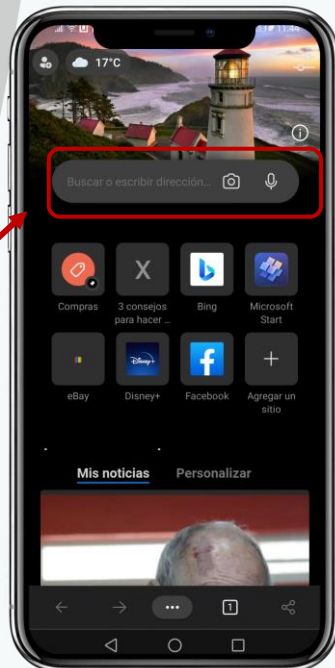 17°C
Buscar o escribir dirección...
X
Compras
3 consejos
para hacer ...
Bing
Microsoft
Start
Disney+
eBay
Disney+
Facebook
Agregar un
sitio
Mis noticias
Personalizar
1